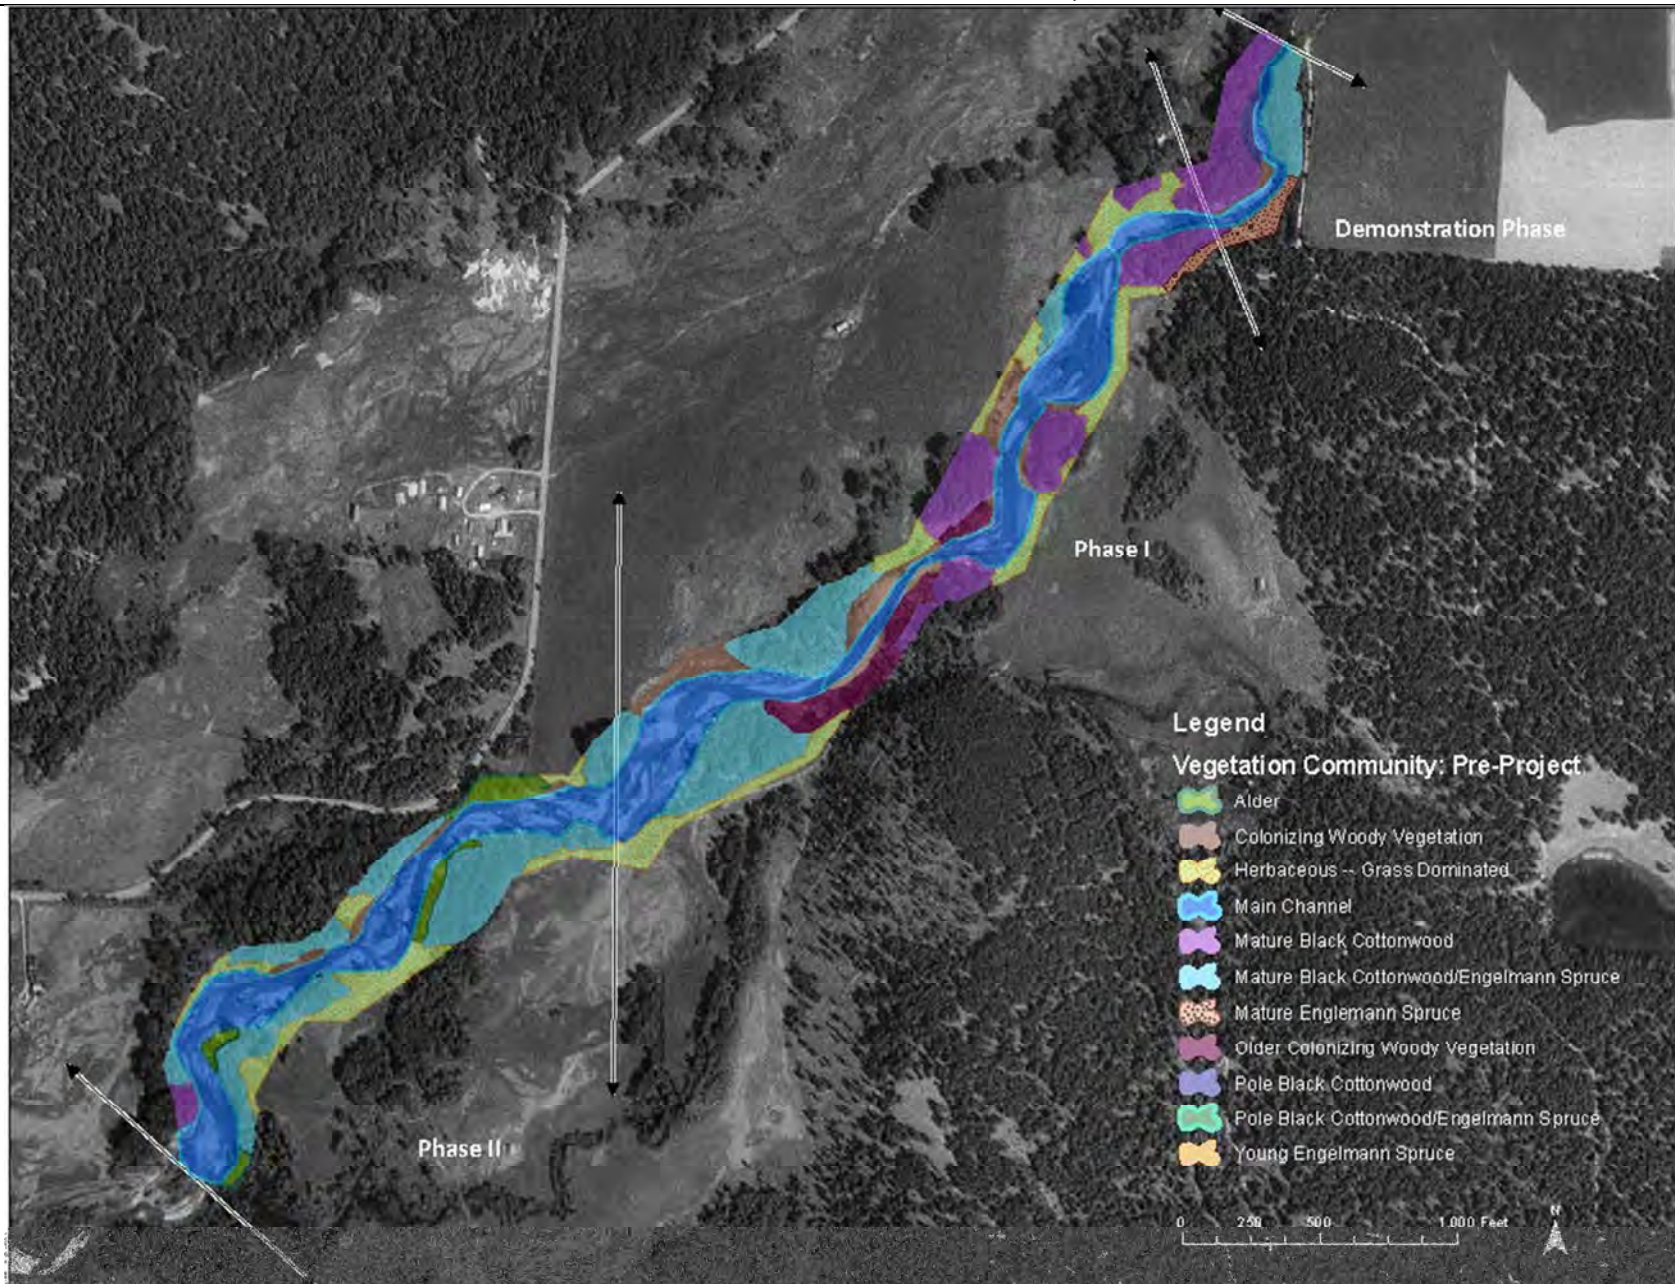 Demonstration Phase
Phase I
Phase II
Legend
Vegetation Community: Pre-Project
Alder
Colonizing Woody Vegetation
Herbaceous -- Grass Dominated
Main Channel
Mature Black Cottonwood
Mature Black Cottonwood/Engelmann Spruce
Mature Englemann Spruce
Older Colonizing Woody Vegetation
Pole Black Cottonwood
Pole Black Cottonwood/Engelmann Spruce
Young Engelmann Spruce
0 250 500 1,000 Feet
N